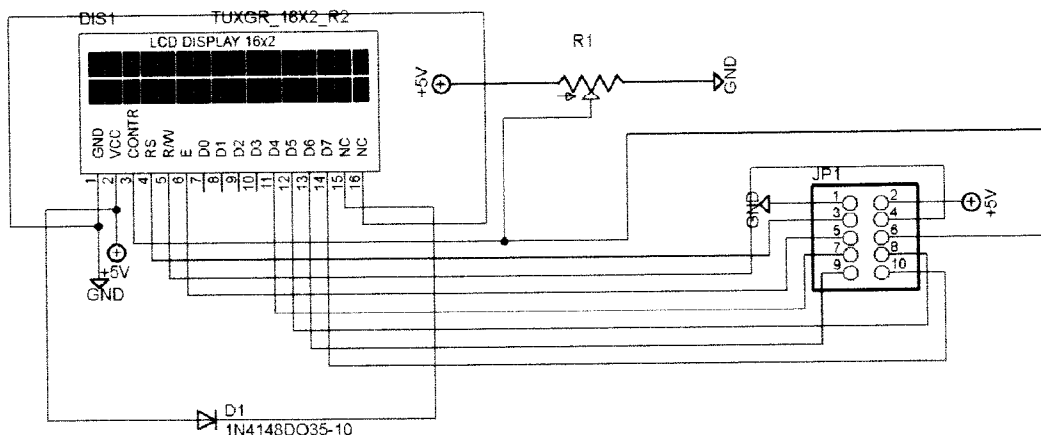 DIS1 TUXGR_16X2_R2
LCD DISPLAY 16x2
GND
VCC
CONTR
RS
R/W
E
D0
D1
D2
D3
D4
D5
D6
D7
NC
NC
1 2 3 4 5 6 7 8 9 10 11 12 13 14 15 16
+5V
GND
R1
+5V
GND
JP1
GND
+5V
1 2
3 4
5 6
7 8
9 10
D1
1N4148DO35-10